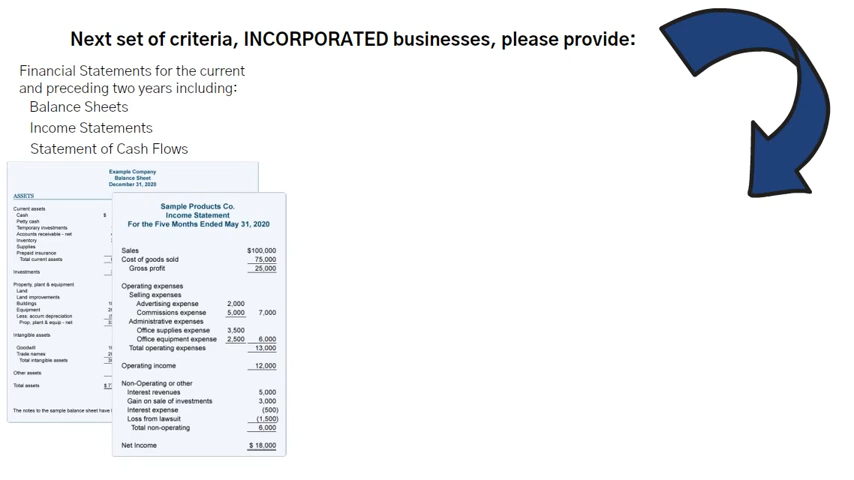 Next set of criteria, INCORPORATED businesses, please provide:
Financial Statements for the current
and preceding two years including:
Balance Sheets
Income Statements
Statement of Cash Flows
Example Company
Balance Sheet
December 31, 2020
ASSETS
Current assets
Cash $
Petty cash
Temporary investments
Accounts receivable - net
Inventory
Supplies
Prepaid insurance
Total current assets
Investments
Property, plant & equipment
Land
Land improvements
Buildings
Equipment
Less: accum depreciation
Prop, plant & equip - net
Intangible assets
Goodwill
Trade names
Total intangible assets
Other assets
Total assets
The notes to the sample balance sheet have
Sample Products Co.
Income Statement
For the Five Months Ended May 31, 2020
Sales $100,000
Cost of goods sold 75,000
Gross profit 25,000
Operating expenses
Selling expenses
Advertising expense 2,000
Commissions expense 5,000 7,000
Administrative expenses
Office supplies expense 3,500
Office equipment expense 2,500 6,000
Total operating expenses 13,000
Operating income 12,000
Non-Operating or other
Interest revenues 5,000
Gain on sale of investments 3,000
Interest expense (500)
Loss from lawsuit (1,500)
Total non-operating 6,000
Net Income $ 18,000